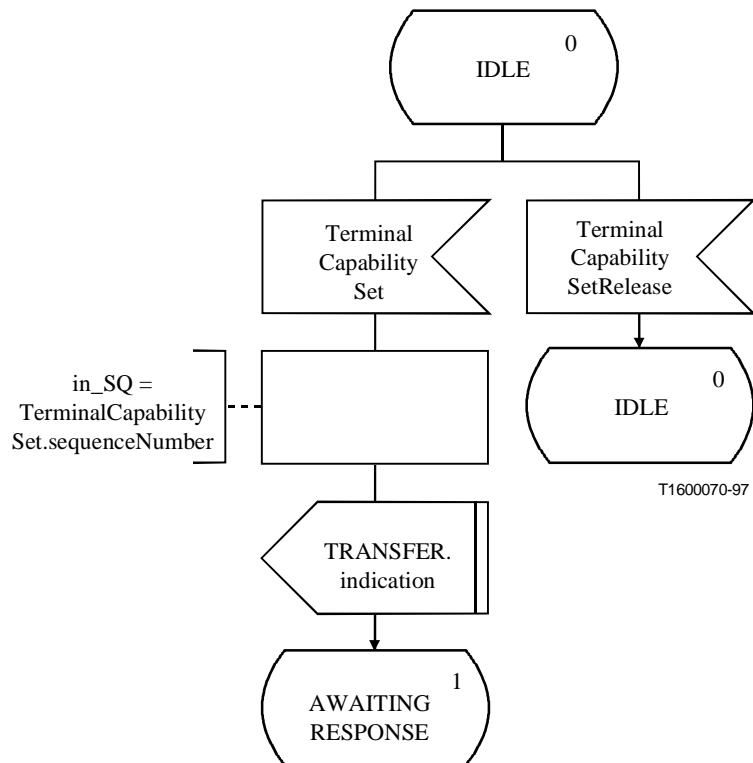 0
IDLE
Terminal
Capability
Set
Terminal
Capability
SetRelease
in_SQ =
TerminalCapability
Set.sequenceNumber
0
IDLE
T1600070-97
TRANSFER.
indication
1
AWAITING
RESPONSE